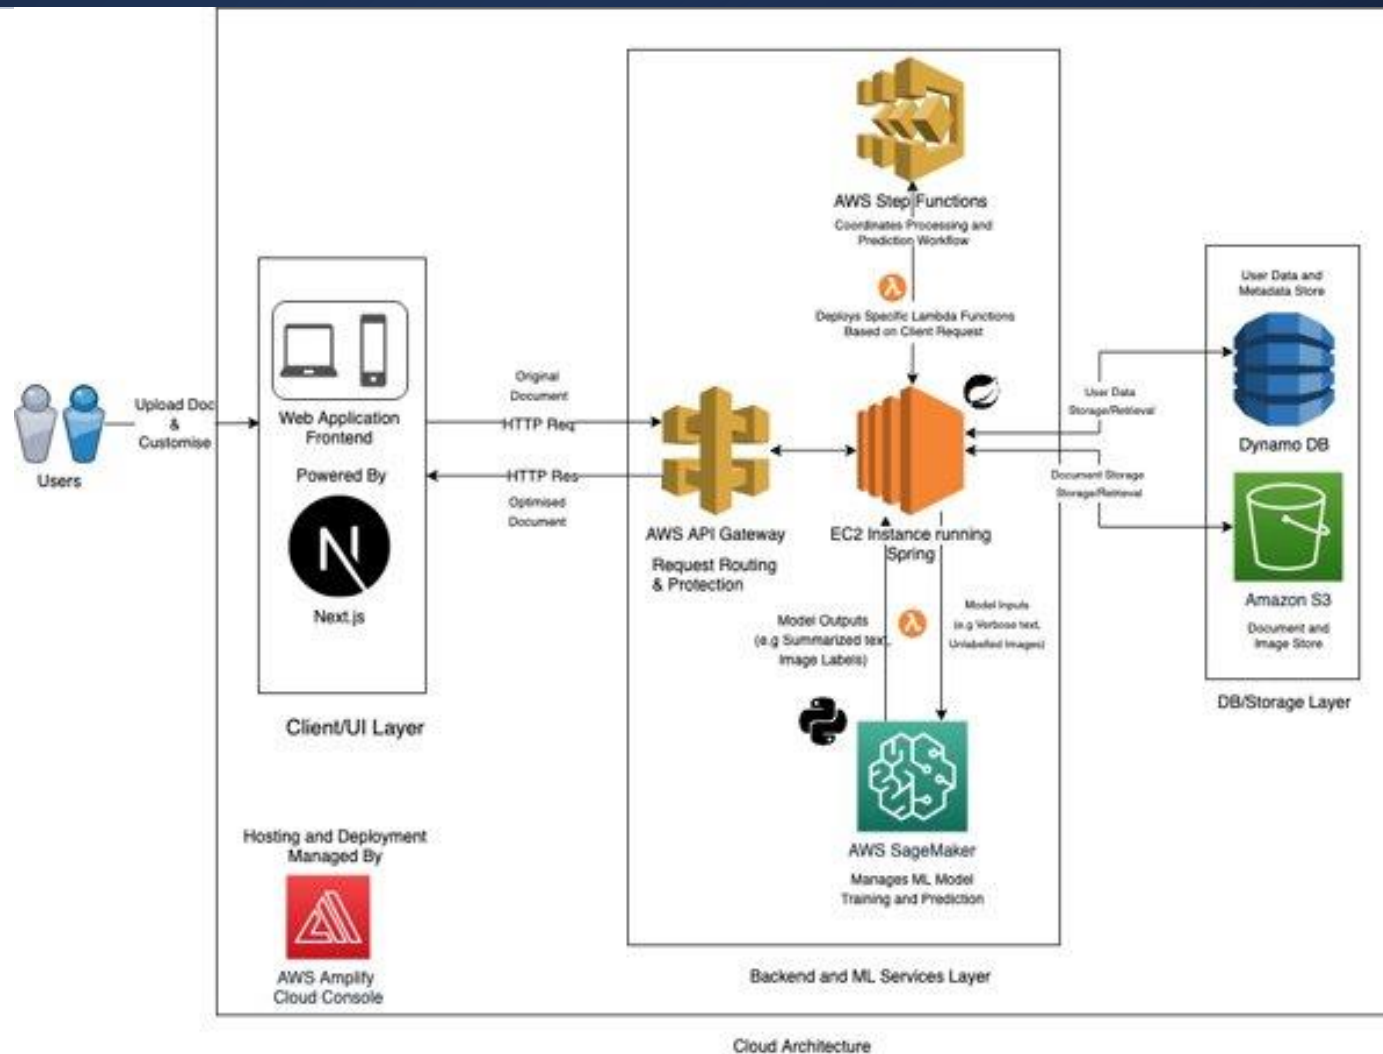 Users
Upload Doc
&
Customise
Web Application
Frontend
Powered By
N
Next.js
Client/UI Layer
Hosting and Deployment
Managed By
AWS Amplify
Cloud Console
Original
Document
HTTP Req
HTTP Res
Optimised
Document
AWS API Gateway
Request Routing
& Protection
AWS Step Functions
Coordinates Processing and
Prediction Workflow
λ
Deploys Specific Lambda Functions
Based on Client Request
EC2 Instance running
Spring
Model Outputs
(e.g Summarized text,
Image Labels)
λ
Model Inputs
(e.g Verbose text,
Unlabelled Images)
AWS SageMaker
Manages ML Model
Training and Prediction
Backend and ML Services Layer
User Data
Storage/Retrieval
Document Storage
Storage/Retrieval
User Data and
Metadata Store
Dynamo DB
Amazon S3
Document and
Image Store
DB/Storage Layer
Cloud Architecture